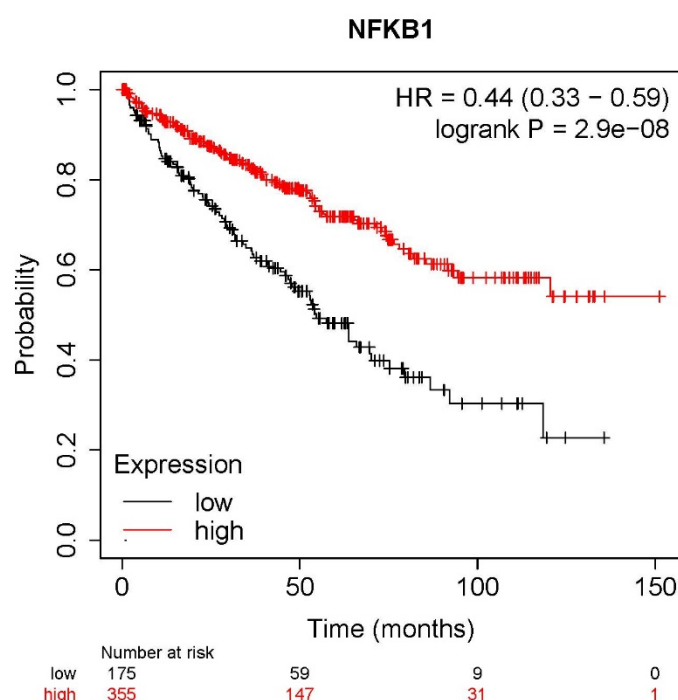 NFKB1
HR = 0.44 (0.33 − 0.59)
logrank P = 2.9e−08
Probability
1.0
0.8
0.6
0.4
0.2
0.0
Expression
low
high
0 50 100 150
Time (months)
Number at risk
low 175 59 9 0
high 355 147 31 1